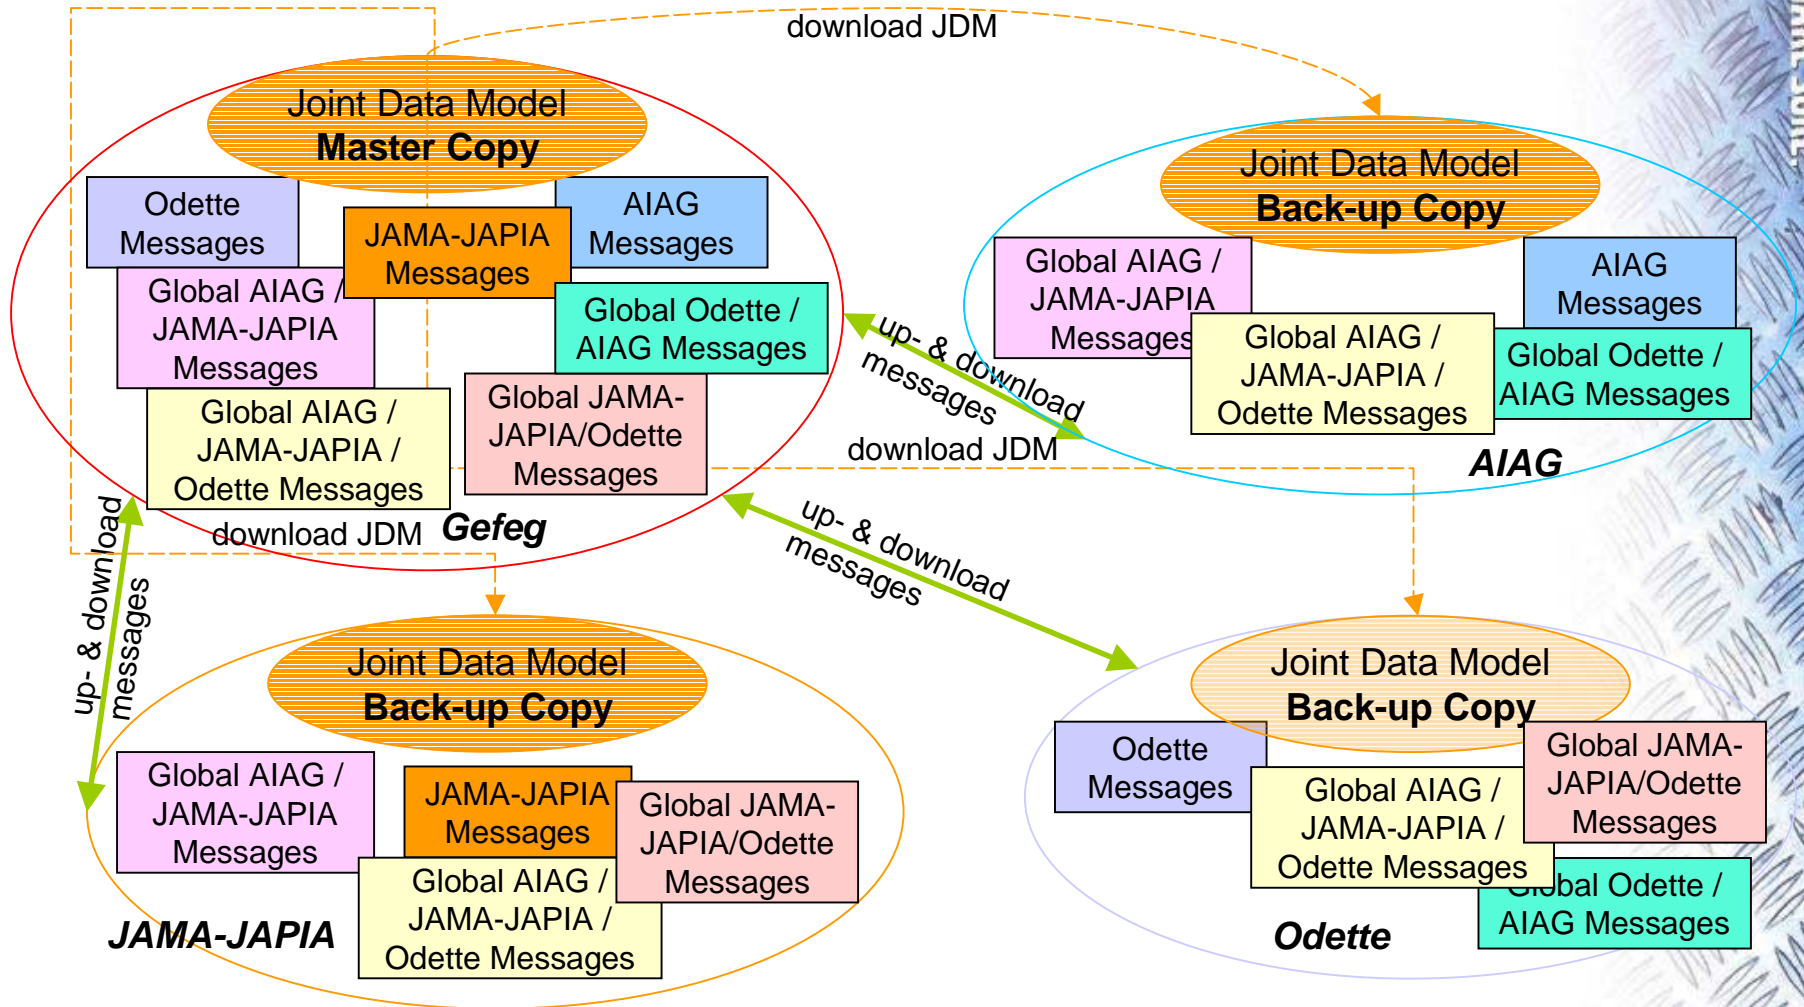 download JDM
Joint Data Model
Master Copy
Odette
Messages
JAMA-JAPIA
Messages
AIAG
Messages
Global AIAG /
JAMA-JAPIA
Messages
Global Odette /
AIAG Messages
Global AIAG /
JAMA-JAPIA /
Odette Messages
Global JAMA-
JAPIA/Odette
Messages
Gefeg
download JDM
Joint Data Model
Back-up Copy
Global AIAG /
JAMA-JAPIA
Messages
AIAG
Messages
Global AIAG /
JAMA-JAPIA /
Odette Messages
Global Odette /
AIAG Messages
AIAG
up- & download
messages
download JDM
up- & download
messages
up- & download
messages
Joint Data Model
Back-up Copy
Global AIAG /
JAMA-JAPIA
Messages
JAMA-JAPIA
Messages
Global JAMA-
JAPIA/Odette
Messages
Global AIAG /
JAMA-JAPIA /
Odette Messages
JAMA-JAPIA
Joint Data Model
Back-up Copy
Odette
Messages
Global AIAG /
JAMA-JAPIA /
Odette Messages
Global JAMA-
JAPIA/Odette
Messages
Global Odette /
AIAG Messages
Odette